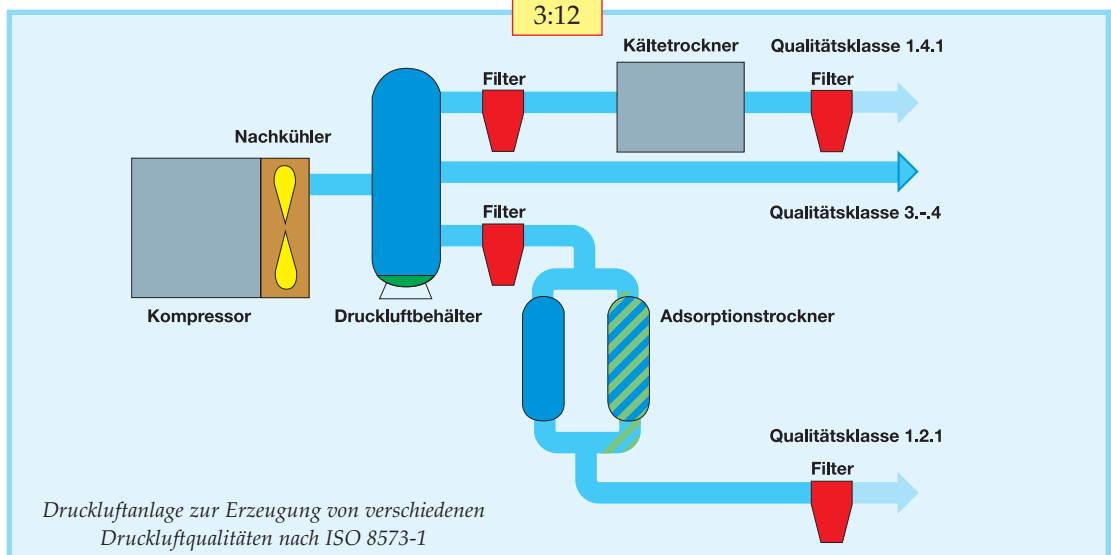 3:12
Kältetrockner
Qualitätsklasse 1.4.1
Filter
Filter
Nachkühler
Qualitätsklasse 3.-.4
Filter
Kompressor
Druckluftbehälter
Adsorptionstrockner
Qualitätsklasse 1.2.1
Filter
Druckluftanlage zur Erzeugung von verschiedenen
Druckluftqualitäten nach ISO 8573-1